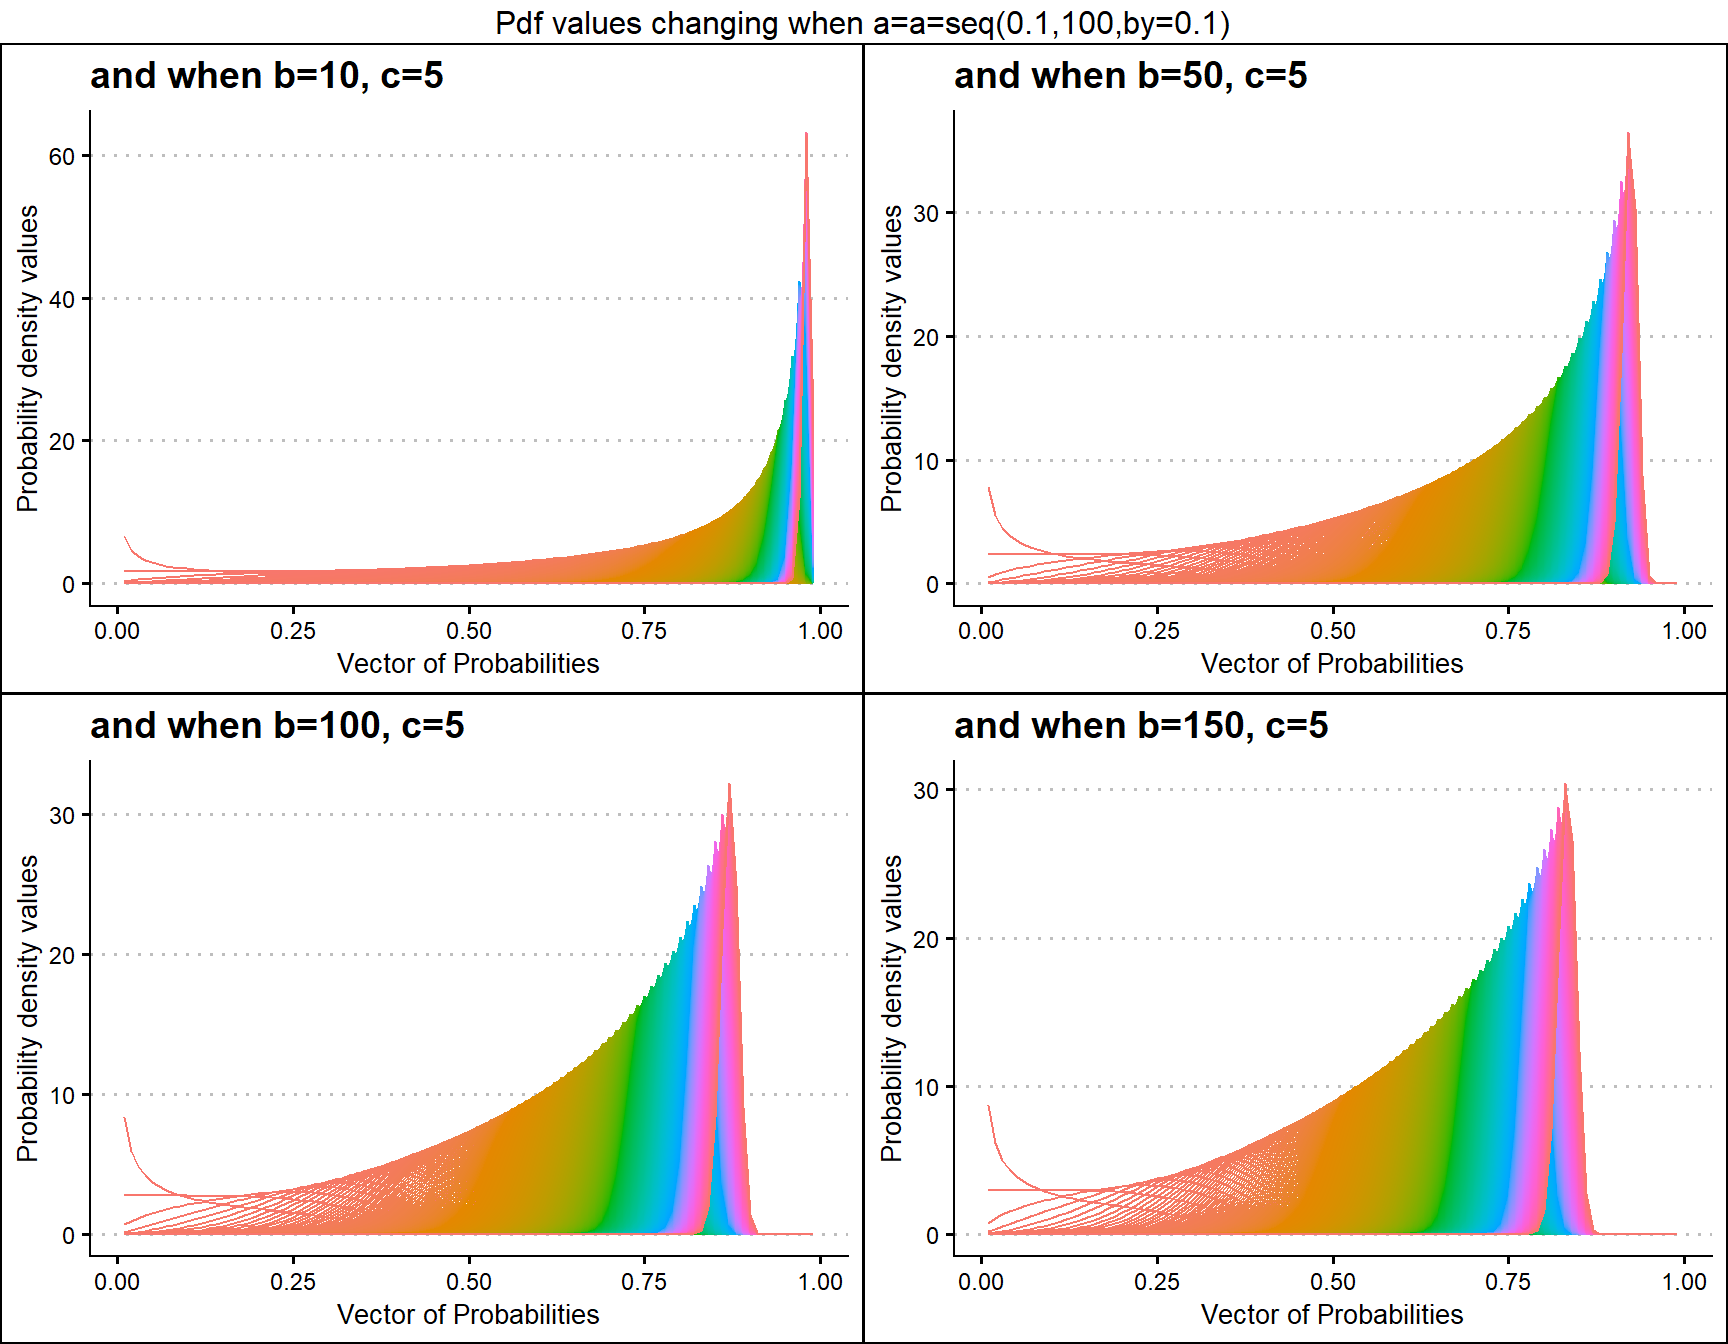 Pdf values changing when a=a=seq(0.1,100,by=0.1)
and when b=10, c=5
Probability density values
60
40
20
0
0.00 0.25 0.50 0.75 1.00
Vector of Probabilities
and when b=50, c=5
Probability density values
30
20
10
0
0.00 0.25 0.50 0.75 1.00
Vector of Probabilities
and when b=100, c=5
Probability density values
30
20
10
0
0.00 0.25 0.50 0.75 1.00
Vector of Probabilities
and when b=150, c=5
Probability density values
30
20
10
0
0.00 0.25 0.50 0.75 1.00
Vector of Probabilities